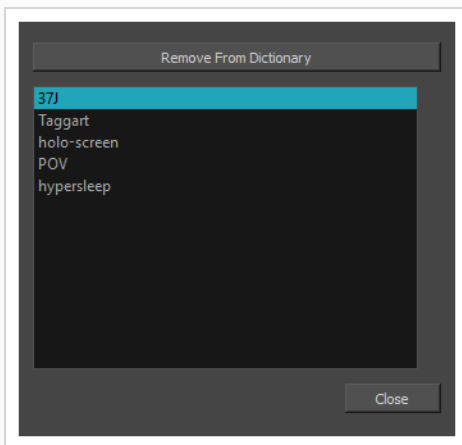 Remove From Dictionary
37J
Taggart
holo-screen
POV
hypersleep
Close